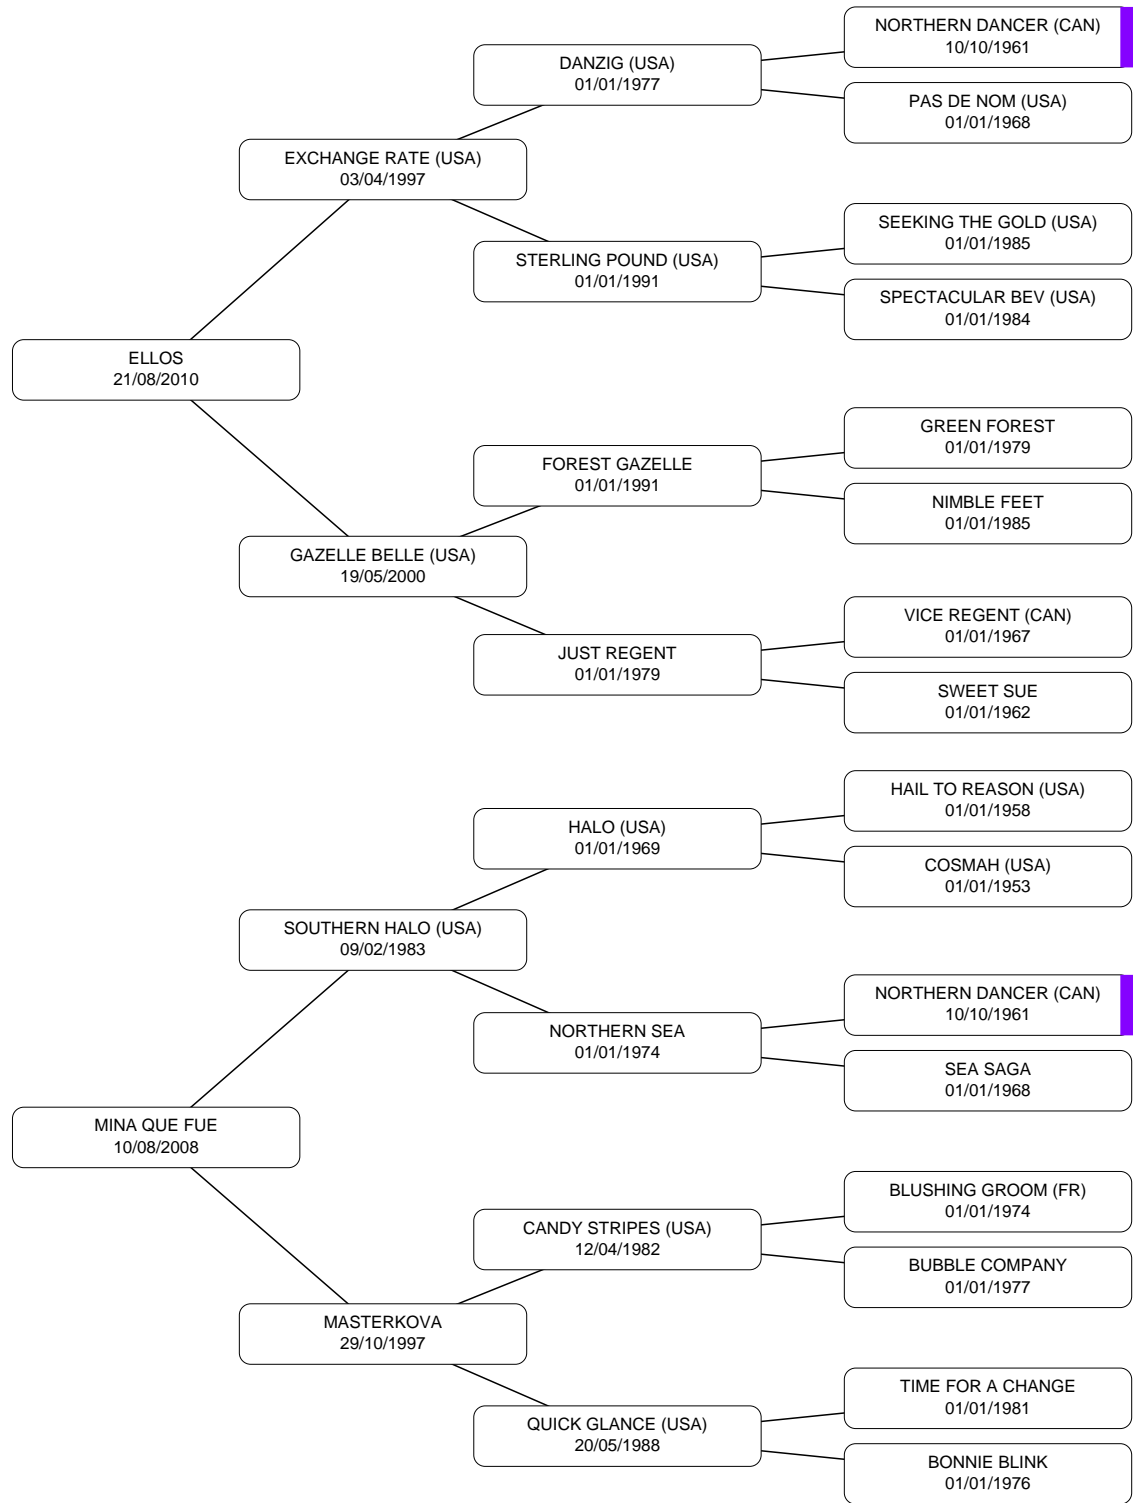 NORTHERN DANCER (CAN)
10/10/1961
DANZIG (USA)
01/01/1977
PAS DE NOM (USA)
01/01/1968
EXCHANGE RATE (USA)
03/04/1997
SEEKING THE GOLD (USA)
01/01/1985
STERLING POUND (USA)
01/01/1991
SPECTACULAR BEV (USA)
01/01/1984
ELLOS
21/08/2010
GREEN FOREST
01/01/1979
FOREST GAZELLE
01/01/1991
NIMBLE FEET
01/01/1985
GAZELLE BELLE (USA)
19/05/2000
VICE REGENT (CAN)
01/01/1967
JUST REGENT
01/01/1979
SWEET SUE
01/01/1962
HAIL TO REASON (USA)
01/01/1958
HALO (USA)
01/01/1969
COSMAH (USA)
01/01/1953
SOUTHERN HALO (USA)
09/02/1983
NORTHERN DANCER (CAN)
10/10/1961
NORTHERN SEA
01/01/1974
SEA SAGA
01/01/1968
MINA QUE FUE
10/08/2008
BLUSHING GROOM (FR)
01/01/1974
CANDY STRIPES (USA)
12/04/1982
BUBBLE COMPANY
01/01/1977
MASTERKOVA
29/10/1997
TIME FOR A CHANGE
01/01/1981
QUICK GLANCE (USA)
20/05/1988
BONNIE BLINK
01/01/1976